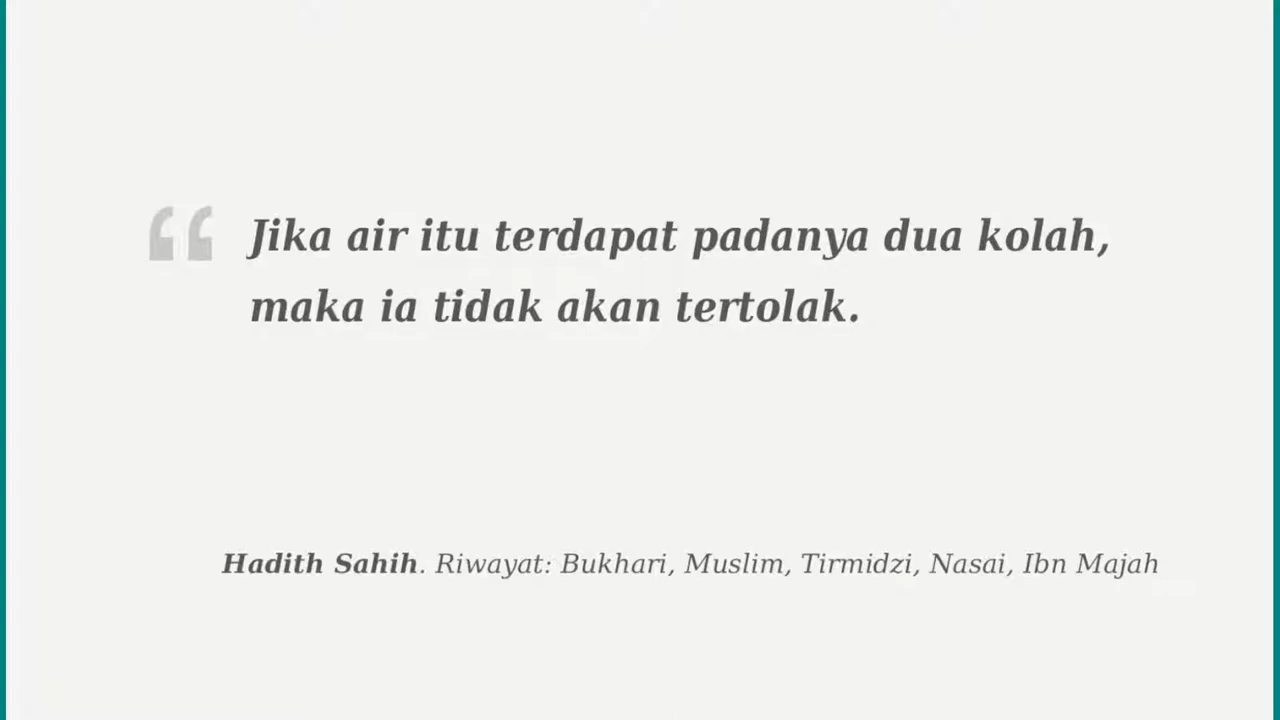 “ Jika air itu terdapat padanya dua kolah,
maka ia tidak akan tertolak.
Hadith Sahih. Riwayat: Bukhari, Muslim, Tirmidzi, Nasai, Ibn Majah